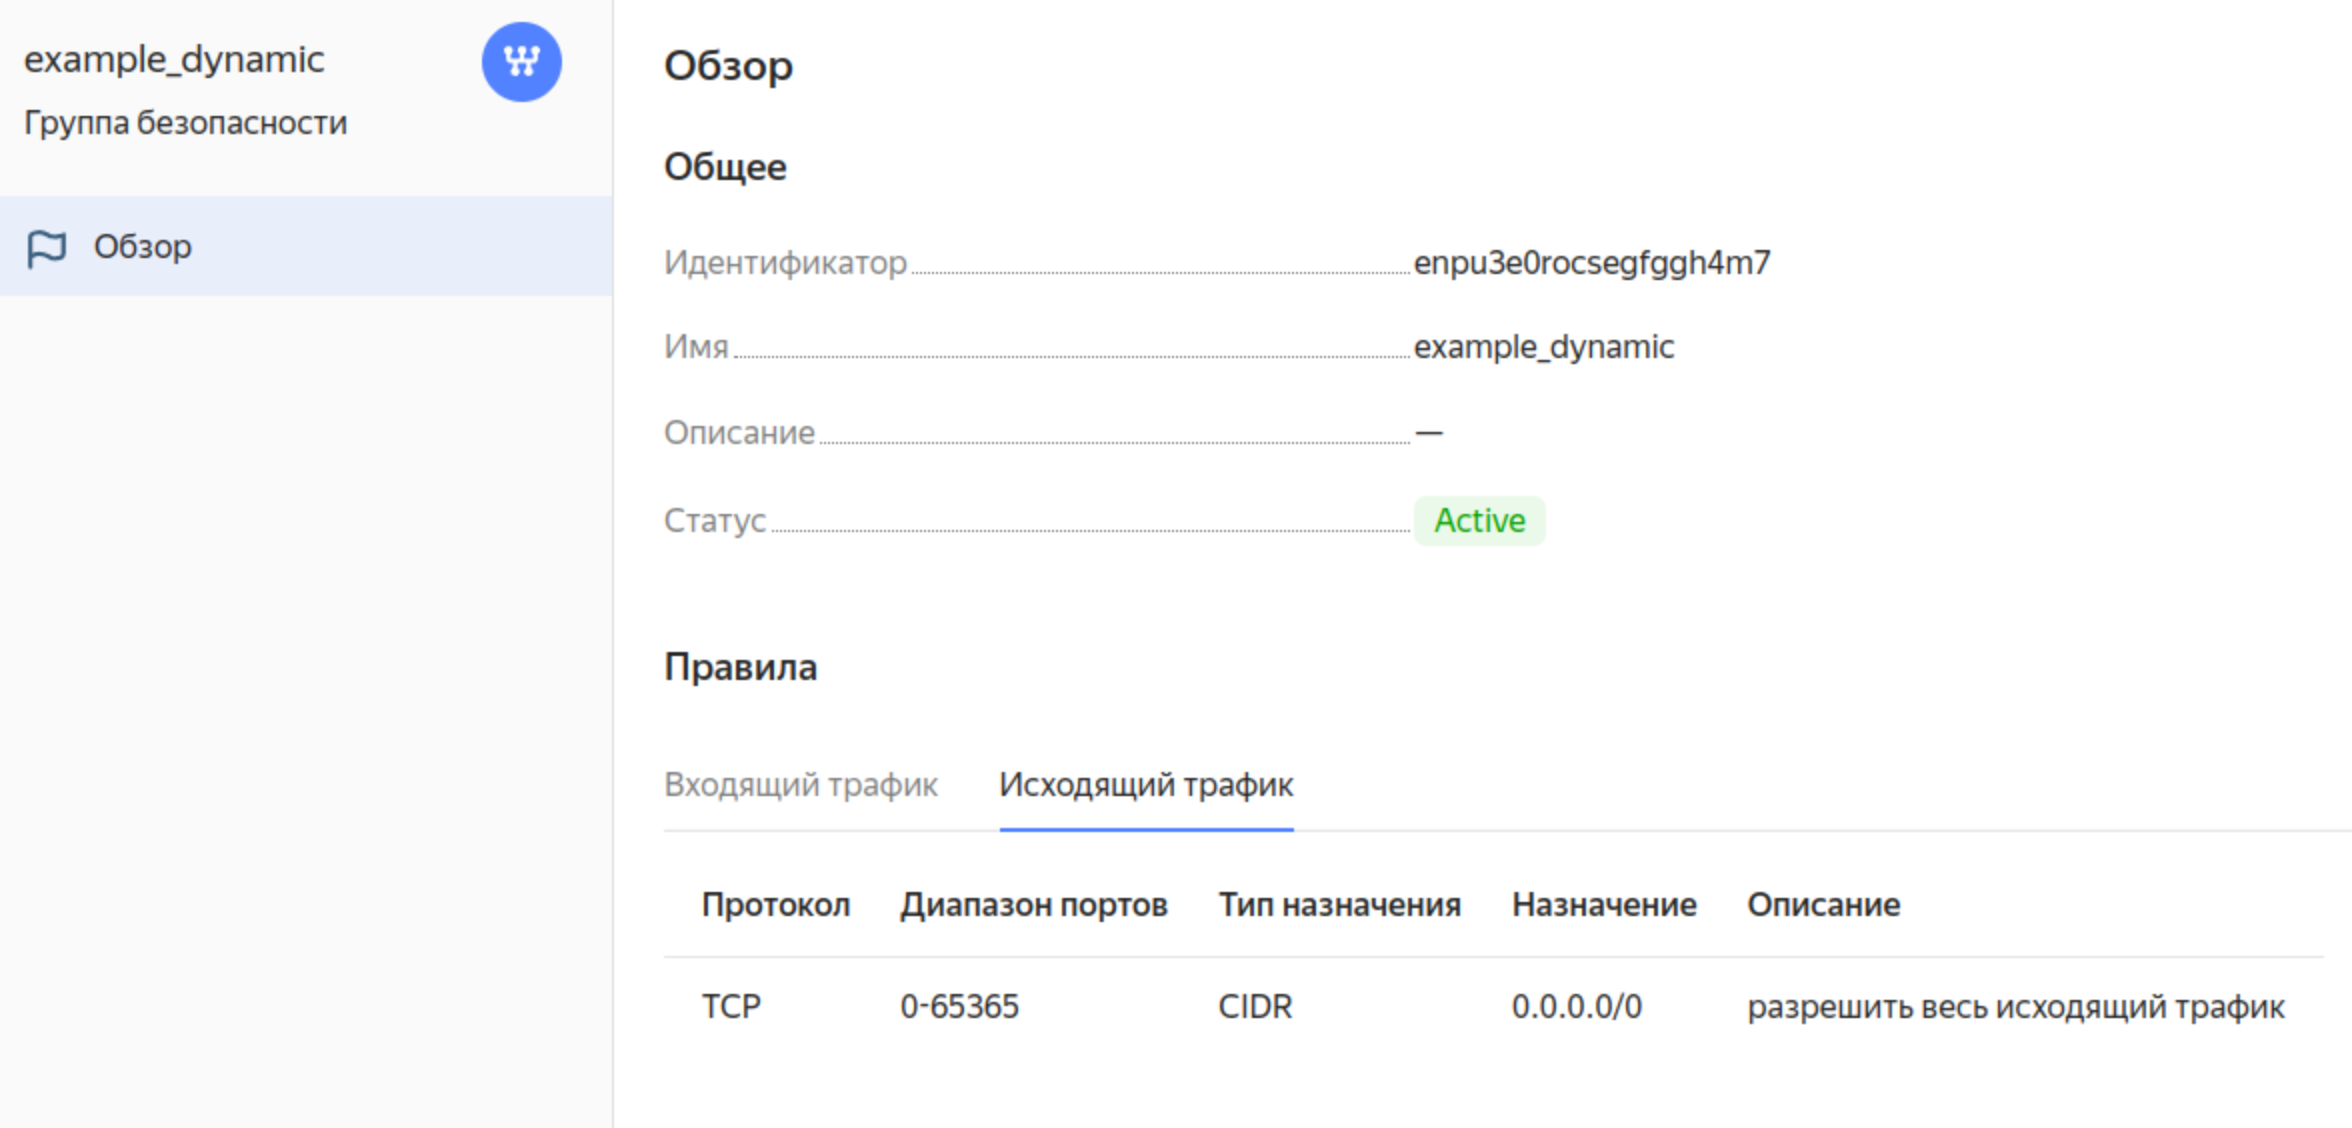 example_dynamic
Группа безопасности
Обзор
Обзор
Общее
Идентификатор enpu3e0rocsegfggh4m7
Имя example_dynamic
Описание —
Статус Active
Правила
Входящий трафик Исходящий трафик
Протокол Диапазон портов Тип назначения Назначение Описание
TCP 0-65365 CIDR 0.0.0.0/0 разрешить весь исходящий трафик